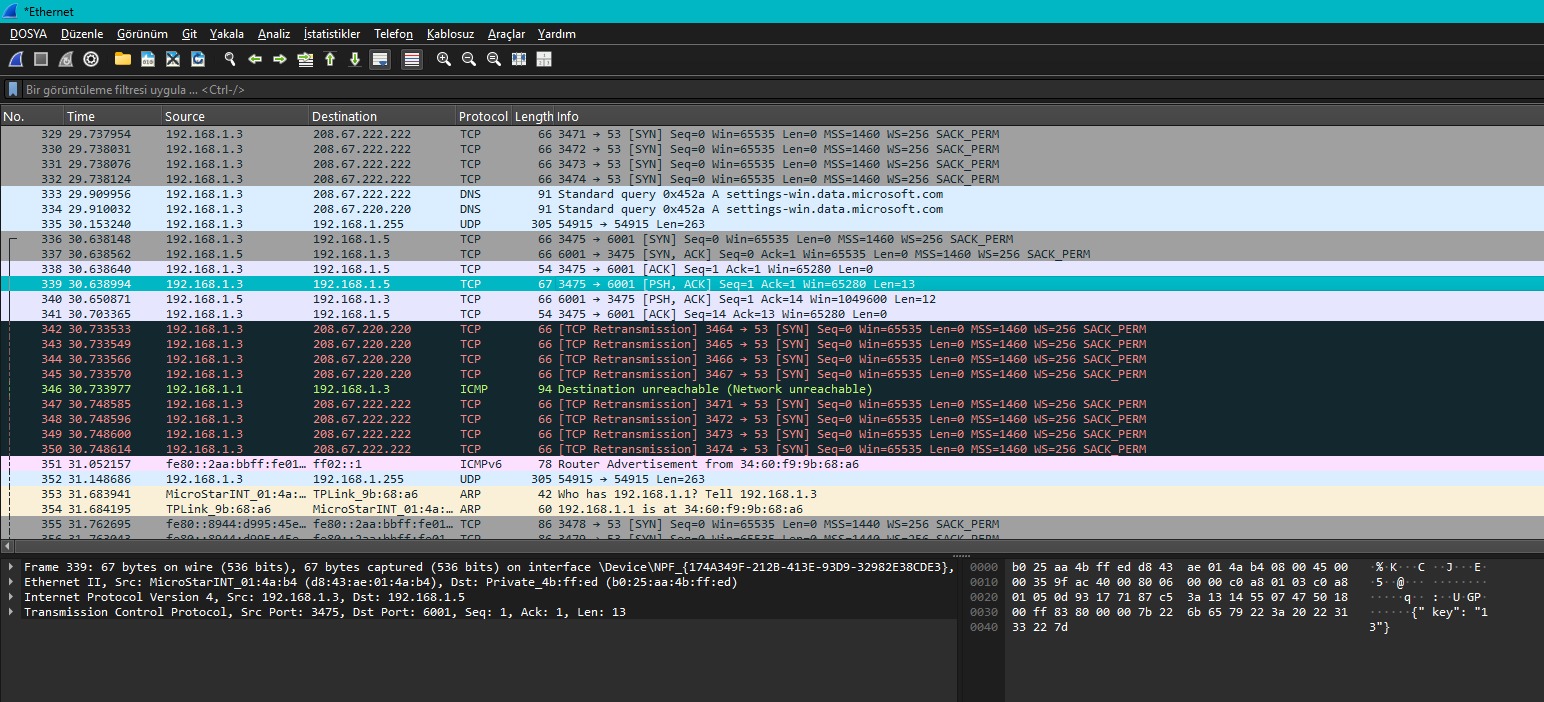 *Ethernet
DOSYA Düzenle Görünüm Git Yakala Analiz İstatistikler Telefon Kablosuz Araçlar Yardım
Bir görüntüleme filtresi uygula … <Ctrl-/>
No. Time Source Destination Protocol Length Info
329 29.737954 192.168.1.3 208.67.222.222 TCP 66 3471 → 53 [SYN] Seq=0 Win=65535 Len=0 MSS=1460 WS=256 SACK_PERM
330 29.738031 192.168.1.3 208.67.222.222 TCP 66 3472 → 53 [SYN] Seq=0 Win=65535 Len=0 MSS=1460 WS=256 SACK_PERM
331 29.738076 192.168.1.3 208.67.222.222 TCP 66 3473 → 53 [SYN] Seq=0 Win=65535 Len=0 MSS=1460 WS=256 SACK_PERM
332 29.738124 192.168.1.3 208.67.222.222 TCP 66 3474 → 53 [SYN] Seq=0 Win=65535 Len=0 MSS=1460 WS=256 SACK_PERM
333 29.909956 192.168.1.3 208.67.222.222 DNS 91 Standard query 0x452a A settings-win.data.microsoft.com
334 29.910032 192.168.1.3 208.67.220.220 DNS 91 Standard query 0x452a A settings-win.data.microsoft.com
335 30.153240 192.168.1.3 192.168.1.255 UDP 305 54915 → 54915 Len=263
336 30.638148 192.168.1.3 192.168.1.5 TCP 66 3475 → 6001 [SYN] Seq=0 Win=65535 Len=0 MSS=1460 WS=256 SACK_PERM
337 30.638562 192.168.1.5 192.168.1.3 TCP 66 6001 → 3475 [SYN, ACK] Seq=0 Ack=1 Win=65535 Len=0 MSS=1460 WS=256 SACK_PERM
338 30.638640 192.168.1.3 192.168.1.5 TCP 54 3475 → 6001 [ACK] Seq=1 Ack=1 Win=65280 Len=0
339 30.638994 192.168.1.3 192.168.1.5 TCP 67 3475 → 6001 [PSH, ACK] Seq=1 Ack=1 Win=65280 Len=13
340 30.650871 192.168.1.5 192.168.1.3 TCP 66 6001 → 3475 [PSH, ACK] Seq=1 Ack=14 Win=1049600 Len=12
341 30.703365 192.168.1.3 192.168.1.5 TCP 54 3475 → 6001 [ACK] Seq=14 Ack=13 Win=65280 Len=0
342 30.733533 192.168.1.3 208.67.220.220 TCP 66 [TCP Retransmission] 3464 → 53 [SYN] Seq=0 Win=65535 Len=0 MSS=1460 WS=256 SACK_PERM
343 30.733549 192.168.1.3 208.67.220.220 TCP 66 [TCP Retransmission] 3465 → 53 [SYN] Seq=0 Win=65535 Len=0 MSS=1460 WS=256 SACK_PERM
344 30.733566 192.168.1.3 208.67.220.220 TCP 66 [TCP Retransmission] 3466 → 53 [SYN] Seq=0 Win=65535 Len=0 MSS=1460 WS=256 SACK_PERM
345 30.733570 192.168.1.3 208.67.220.220 TCP 66 [TCP Retransmission] 3467 → 53 [SYN] Seq=0 Win=65535 Len=0 MSS=1460 WS=256 SACK_PERM
346 30.733977 192.168.1.1 192.168.1.3 ICMP 94 Destination unreachable (Network unreachable)
347 30.748585 192.168.1.3 208.67.222.222 TCP 66 [TCP Retransmission] 3471 → 53 [SYN] Seq=0 Win=65535 Len=0 MSS=1460 WS=256 SACK_PERM
348 30.748596 192.168.1.3 208.67.222.222 TCP 66 [TCP Retransmission] 3472 → 53 [SYN] Seq=0 Win=65535 Len=0 MSS=1460 WS=256 SACK_PERM
349 30.748600 192.168.1.3 208.67.222.222 TCP 66 [TCP Retransmission] 3473 → 53 [SYN] Seq=0 Win=65535 Len=0 MSS=1460 WS=256 SACK_PERM
350 30.748614 192.168.1.3 208.67.222.222 TCP 66 [TCP Retransmission] 3474 → 53 [SYN] Seq=0 Win=65535 Len=0 MSS=1460 WS=256 SACK_PERM
351 31.052157 fe80::2aa:bbff:fe01… ff02::1 ICMPv6 78 Router Advertisement from 34:60:f9:9b:68:a6
352 31.148686 192.168.1.3 192.168.1.255 UDP 305 54915 → 54915 Len=263
353 31.683941 MicroStarINT_01:4a:… TPLink_9b:68:a6 ARP 42 Who has 192.168.1.1? Tell 192.168.1.3
354 31.684195 TPLink_9b:68:a6 MicroStarINT_01:4a:… ARP 60 192.168.1.1 is at 34:60:f9:9b:68:a6
355 31.762695 fe80::8944:d995:45e… fe80::2aa:bbff:fe01… TCP 86 3478 → 53 [SYN] Seq=0 Win=65535 Len=0 MSS=1440 WS=256 SACK_PERM
356 31.763043 fe80::8944:d995:45e… fe80::2aa:bbff:fe01… TCP 86 3479 → 53 [SYN] Seq=0 Win=65535 Len=0 MSS=1440 WS=256 SACK_PERM
Frame 339: 67 bytes on wire (536 bits), 67 bytes captured (536 bits) on interface \Device\NPF_{174A349F-212B-413E-93D9-32982E38CDE3},
Ethernet II, Src: MicroStarINT_01:4a:b4 (d8:43:ae:01:4a:b4), Dst: Private_4b:ff:ed (b0:25:aa:4b:ff:ed)
Internet Protocol Version 4, Src: 192.168.1.3, Dst: 192.168.1.5
Transmission Control Protocol, Src Port: 3475, Dst Port: 6001, Seq: 1, Ack: 1, Len: 13
0000 b0 25 aa 4b ff ed d8 43 ae 01 4a b4 08 00 45 00 ·%·K···C ··J···E·
0010 00 35 9f ac 40 00 80 06 00 00 c0 a8 01 03 c0 a8 ·5··@··· ········
0020 01 05 0d 93 17 71 87 c5 3a 13 14 55 07 47 50 18 ·····q·· :··U·GP·
0030 00 ff 83 80 00 00 7b 22 6b 65 79 22 3a 20 22 31 ······{" key": "1
0040 33 22 7d 3"}